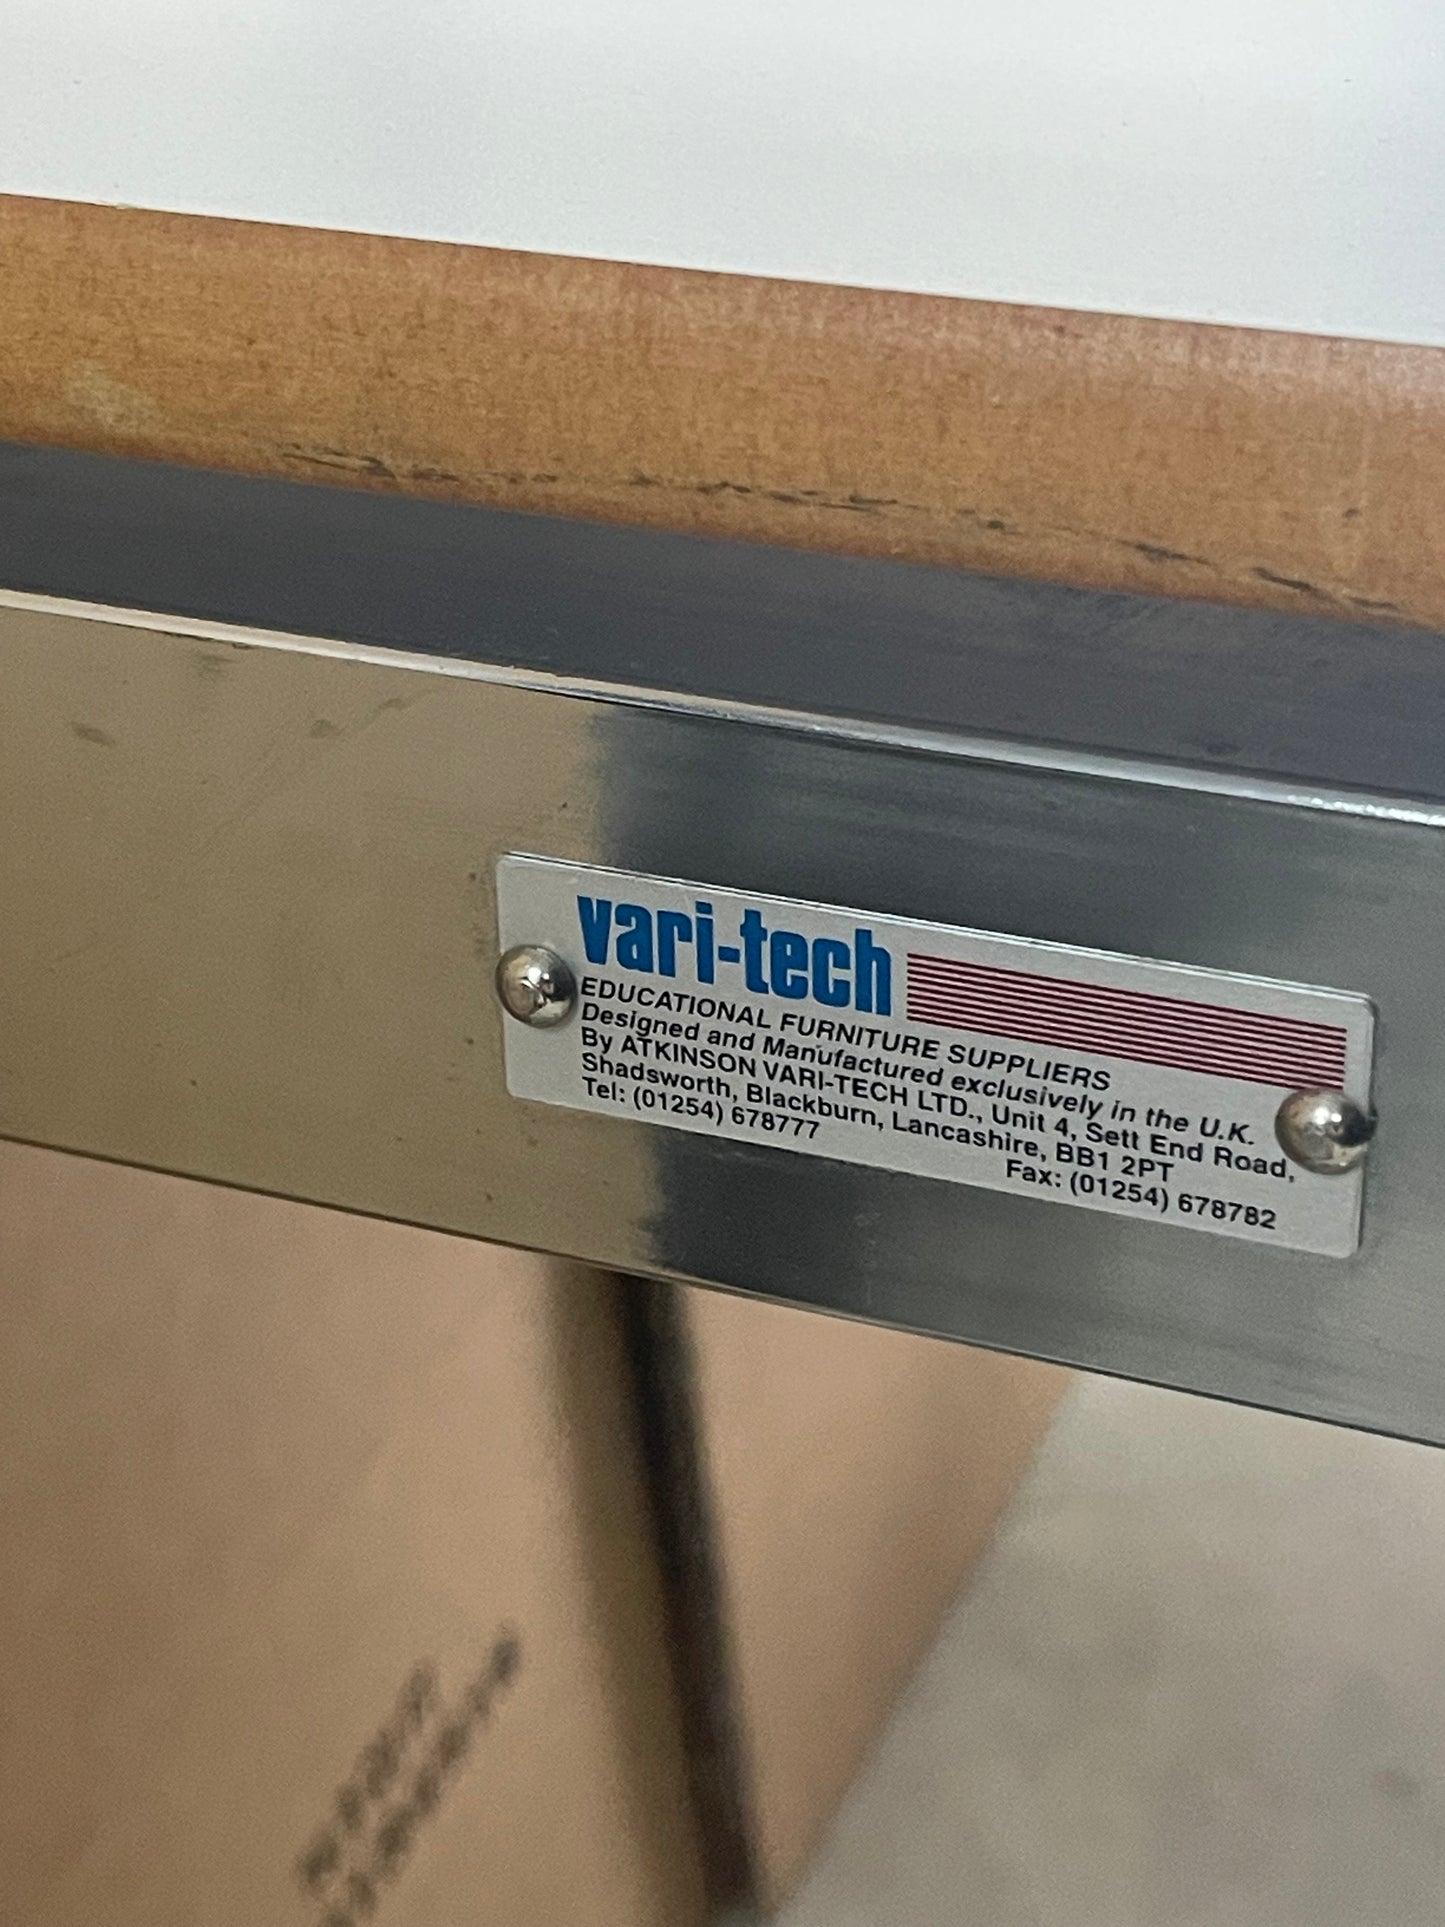 vari-tech
EDUCATIONAL FURNITURE SUPPLIERS
Designed and Manufactured exclusively in the U.K.
By ATKINSON VARI-TECH LTD., Unit 4, Sett End Road,
Shadsworth, Blackburn, Lancashire, BB1 2PT
Tel: (01254) 678777 Fax: (01254) 678782